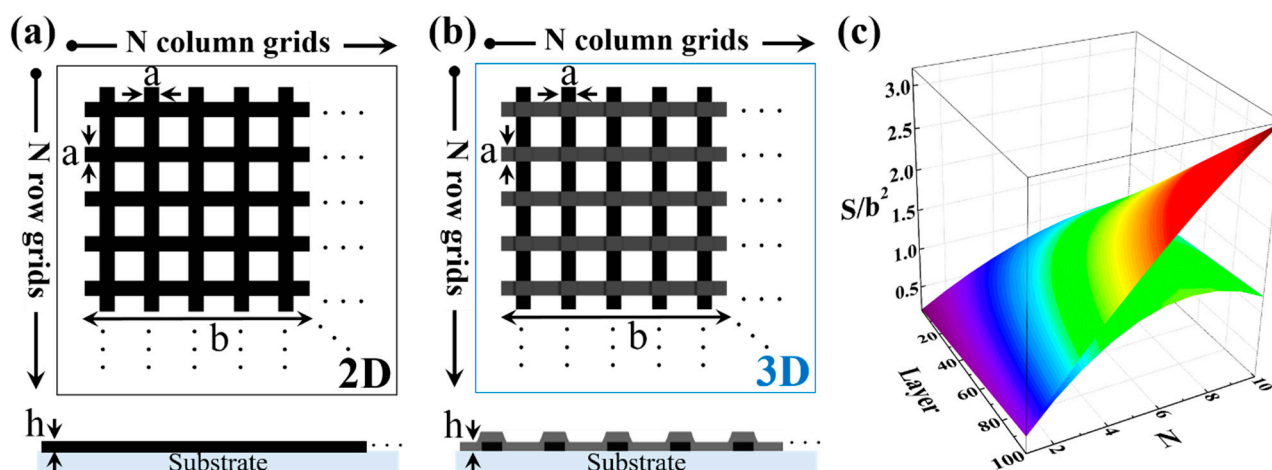 (a)
N column grids
N row grids
a
a
b
2D
h
Substrate
(b)
N column grids
N row grids
a
a
b
3D
h
Substrate
(c)
3.0
2.5
2.0
S/b²
1.5
1.0
0.5
20
40
60
80
100
Layer
2
4
6
8
10
N